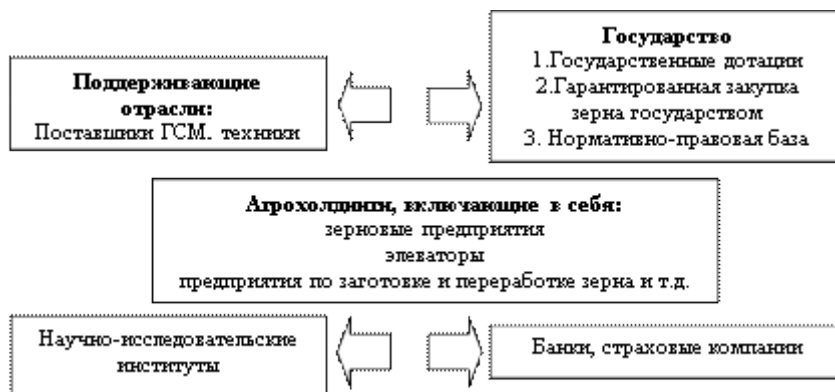 Поддерживающие
отрасли:
Поставщики ГСМ. техники
Государство
1.Государственные дотации
2.Гарантированная закупка
зерна государством
3. Нормативно-правовая база
Агрохолдинги, включающие в себя:
зерновые предприятия
элеваторы
предприятия по заготовке и переработке зерна и т.д.
Научно-исследовательские
институты
Банки, страховые компании